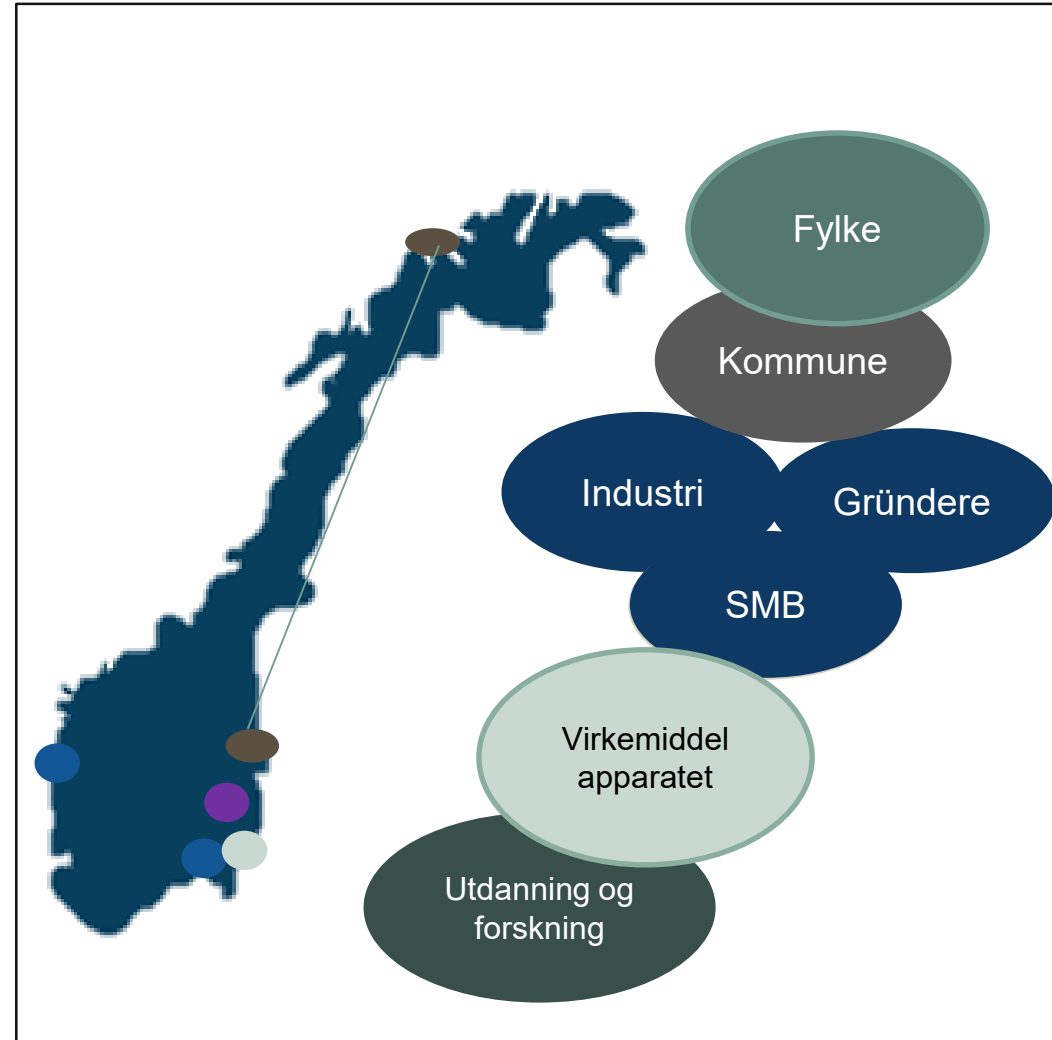 Fylke
Kommune
Industri
Gründere
SMB
Virkemiddel
apparatet
Utdanning og
forskning